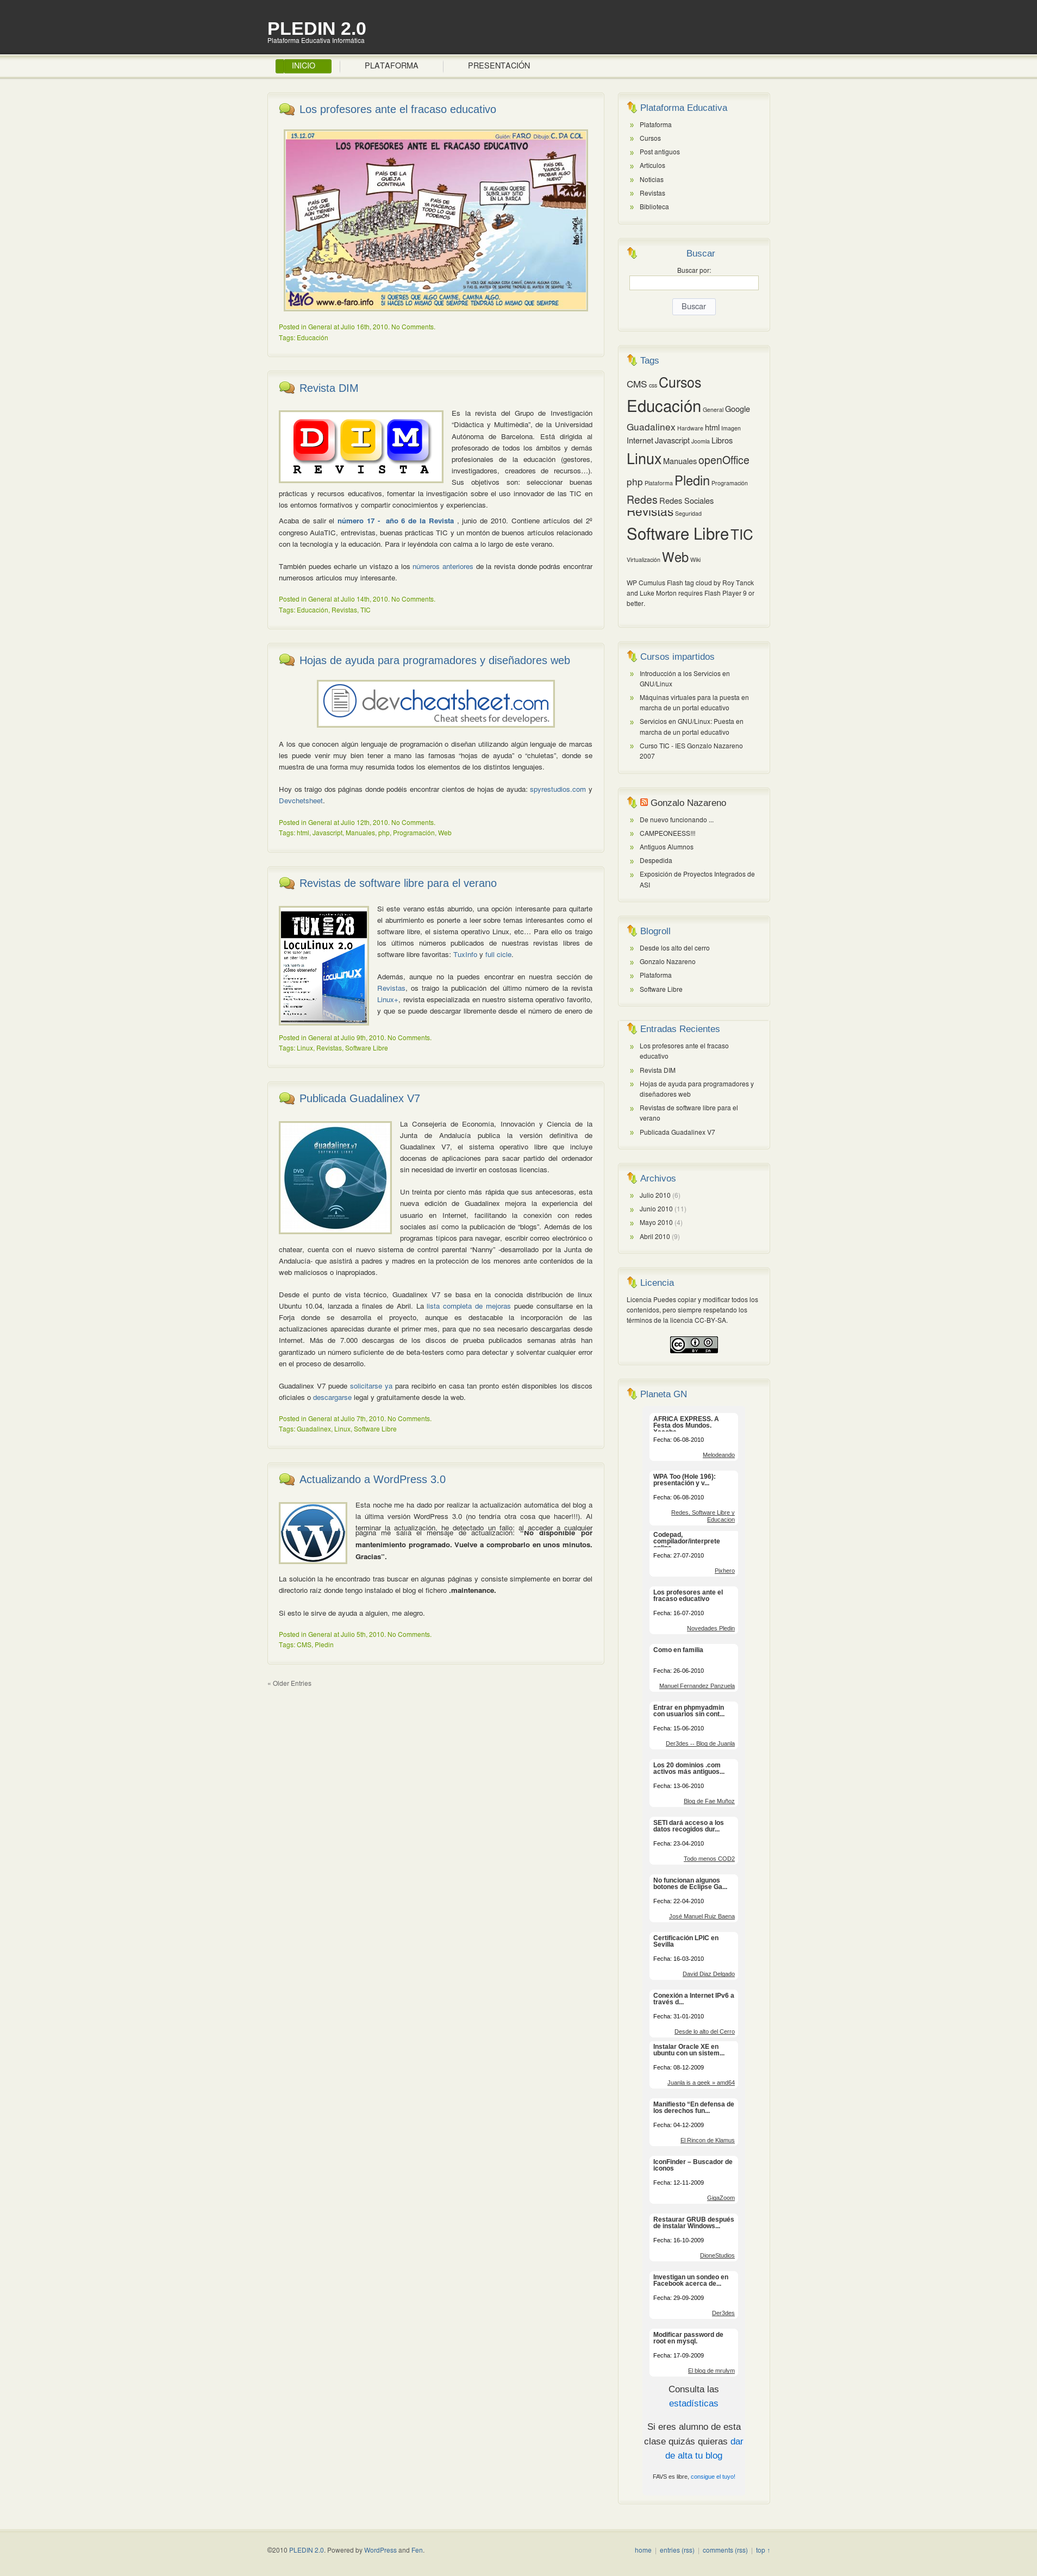 PLEDIN 2.0
Plataforma Educativa Informática
INICIO
PLATAFORMA
PRESENTACIÓN
Los profesores ante el fracaso educativo
13.12.07
Guión: FARO Dibujo C. DA COL
LOS PROFESORES ANTE EL FRACASO EDUCATIVO
PAÍS DE LOS QUE AÚN TIENEN ILUSIÓN
PAÍS DE LA QUEJA CONTINUA
PAÍS DE YA HACEMOS TODO LO QUE PODEMOS
SI ALGUIEN QUIERE SUBIR...HAY SITIO EN LA BARCA
PAÍS DEL "VAMOS A PROBAR ALGO NUEVO"
FARO www.e-faro.info
SI QUIERES QUE ALGO CAMINE, CAMINA ALGO.
SI HACES LO MISMO QUE SIEMPRE TENDRÁS LO MISMO QUE SIEMPRE
Posted in General at Julio 16th, 2010. No Comments.
Tags: Educación
Revista DIM
D I M
R E V I S T A
Es la revista del Grupo de Investigación
"Didáctica y Multimèdia", de la Universidad
Autónoma de Barcelona. Está dirigida al
profesorado de todos los ámbitos y demás
profesionales de la educación (gestores,
investigadores, creadores de recursos…).
Sus objetivos son: seleccionar buenas
prácticas y recursos educativos, fomentar la investigación sobre el uso innovador de las TIC en
los entornos formativos y compartir recursos y experiencias.
Acaba de salir el número 17 - año 6 de la Revista , junio de 2010. Contiene artículos del 2º
congreso AulaTIC, entrevistas, buenas prácticas TIC y un montón de buenos artículos relacionado
con las TIC y la educación. Para ir leyéndola con calma a lo largo de este verano.
También puedes echarle un vistazo a los números anteriores de la revista donde podrás encontrar
numerosos artículos muy interesante.
Posted in General at Julio 14th, 2010. No Comments.
Tags: Educación, Revistas, TIC
Hojas de ayuda para programadores y diseñadores web
devcheatsheet.com
Cheat sheets for developers.
A los que conocen algún lenguaje de programación o diseñan utilizando algún lenguaje de marcas
les puede venir muy bien tener a mano las famosas "hojas de ayuda" o "chuletas", donde se
muestra de una forma muy resumida todos los elementos de los distintos lenguajes.
Hoy os traigo dos páginas donde podéis encontrar cientos de hojas de ayuda: spyrestudios.com y
Devchetsheet.
Posted in General at Julio 12th, 2010. No Comments.
Tags: html, Javascript, Manuales, php, Programación, Web
Revistas de software libre para el verano
TUX INFO 28
LocuLinux 2.0
Si este verano estás aburrido, una opción interesante para quitarte
el aburrimiento es ponerte a leer sobre temas interesantes como el
software libre, el sistema operativo Linux, etc… Para ello os traigo
los últimos números publicados de nuestras revistas libres de
software libre favoritas: TuxInfo y full cicle.
Además, aunque no la puedes encontrar en nuestra sección de
Revistas, os traigo la publicación del último número de la revista
Linux+, revista especializada en nuestro sistema operativo favorito,
y que se puede descargar libremente desde el número de enero de
Posted in General at Julio 9th, 2010. No Comments.
Tags: Linux, Revistas, Software Libre
Publicada Guadalinex V7
guadalinex v7
SOFTWARE LIBRE
DVD
La Consejería de Economía, Innovación y Ciencia de la
Junta de Andalucía publica la versión definitiva de
Guadalinex V7, el sistema operativo libre que incluye
docenas de aplicaciones para sacar partido del ordenador
sin necesidad de invertir en costosas licencias.
Un treinta por ciento más rápida que sus antecesoras, esta
nueva edición de Guadalinex mejora la experiencia del
usuario en Internet, facilitando la conexión con redes
sociales así como la publicación de "blogs". Además de los
programas típicos para navegar, escribir correo electrónico o
chatear, cuenta con el nuevo sistema de control parental "Nanny" -desarrollado por la Junta de
Andalucía- que asistirá a padres y madres en la protección de los menores ante contenidos de la
web maliciosos o inapropiados.
Desde el punto de vista técnico, Guadalinex V7 se basa en la conocida distribución de linux
Ubuntu 10.04, lanzada a finales de Abril. La lista completa de mejoras puede consultarse en la
Forja donde se desarrolla el proyecto, aunque es destacable la incorporación de las
actualizaciones aparecidas durante el primer mes, para que no sea necesario descargarlas desde
Internet. Más de 7.000 descargas de los discos de prueba publicados semanas atrás han
garantizado un número suficiente de de beta-testers como para detectar y solventar cualquier error
en el proceso de desarrollo.
Guadalinex V7 puede solicitarse ya para recibirlo en casa tan pronto estén disponibles los discos
oficiales o descargarse legal y gratuitamente desde la web.
Posted in General at Julio 7th, 2010. No Comments.
Tags: Guadalinex, Linux, Software Libre
Actualizando a WordPress 3.0
Esta noche me ha dado por realizar la actualización automática del blog a
la última versión WordPress 3.0 (no tendría otra cosa que hacer!!!). Al
terminar la actualización, he detectado un fallo: al acceder a cualquier
página me salía el mensaje de actualización: "No disponible por
mantenimiento programado. Vuelve a comprobarlo en unos minutos.
Gracias".
La solución la he encontrado tras buscar en algunas páginas y consiste simplemente en borrar del
directorio raíz donde tengo instalado el blog el fichero .maintenance.
Si esto le sirve de ayuda a alguien, me alegro.
Posted in General at Julio 5th, 2010. No Comments.
Tags: CMS, Pledin
« Older Entries
Plataforma Educativa
Plataforma
Cursos
Post antiguos
Artículos
Noticias
Revistas
Biblioteca
Buscar
Buscar por:
Buscar
Tags
CMS css Cursos
Educación General Google
Guadalinex Hardware html Imagen
Internet Javascript Joomla Libros
Linux Manuales openOffice
php Plataforma Pledin Programación
Redes Redes Sociales
Revistas Seguridad
Software Libre TIC
Virtualización Web Wiki
WP Cumulus Flash tag cloud by Roy Tanck
and Luke Morton requires Flash Player 9 or
better.
Cursos impartidos
Introducción a los Servicios en
GNU/Linux
Máquinas virtuales para la puesta en
marcha de un portal educativo
Servicios en GNU/Linux: Puesta en
marcha de un portal educativo
Curso TIC - IES Gonzalo Nazareno
2007
Gonzalo Nazareno
De nuevo funcionando ...
CAMPEONEESS!!!
Antiguos Alumnos
Despedida
Exposición de Proyectos Integrados de
ASI
Blogroll
Desde los alto del cerro
Gonzalo Nazareno
Plataforma
Software Libre
Entradas Recientes
Los profesores ante el fracaso
educativo
Revista DIM
Hojas de ayuda para programadores y
diseñadores web
Revistas de software libre para el
verano
Publicada Guadalinex V7
Archivos
Julio 2010 (6)
Junio 2010 (11)
Mayo 2010 (4)
Abril 2010 (9)
Licencia
Licencia Puedes copiar y modificar todos los
contenidos, pero siempre respetando los
términos de la licencia CC-BY-SA.
CC BY SA
Planeta GN
AFRICA EXPRESS. A
Festa dos Mundos.
Fecha: 06-08-2010
Melodeando
WPA Too (Hole 196):
presentación y v...
Fecha: 06-08-2010
Redes, Software Libre y
Educacion
Codepad,
compilador/interprete
Fecha: 27-07-2010
Pixhero
Los profesores ante el
fracaso educativo
Fecha: 16-07-2010
Novedades Pledin
Como en familia
Fecha: 26-06-2010
Manuel Fernandez Panzuela
Entrar en phpmyadmin
con usuarios sin cont...
Fecha: 15-06-2010
Der3des -- Blog de Juanla
Los 20 dominios .com
activos más antiguos...
Fecha: 13-06-2010
Blog de Fae Muñoz
SETI dará acceso a los
datos recogidos dur...
Fecha: 23-04-2010
Todo menos COD2
No funcionan algunos
botones de Eclipse Ga...
Fecha: 22-04-2010
José Manuel Ruiz Baena
Certificación LPIC en
Sevilla
Fecha: 16-03-2010
David Diaz Delgado
Conexión a Internet IPv6 a
través d...
Fecha: 31-01-2010
Desde lo alto del Cerro
Instalar Oracle XE en
ubuntu con un sistem...
Fecha: 08-12-2009
Juanla is a geek » amd64
Manifiesto "En defensa de
los derechos fun...
Fecha: 04-12-2009
El Rincon de Klamus
IconFinder – Buscador de
iconos
Fecha: 12-11-2009
GigaZoom
Restaurar GRUB después
de instalar Windows...
Fecha: 16-10-2009
DioneStudios
Investigan un sondeo en
Facebook acerca de...
Fecha: 29-09-2009
Der3des
Modificar password de
root en mysql.
Fecha: 17-09-2009
El blog de mrulvm
Consulta las
estadísticas
Si eres alumno de esta
clase quizás quieras dar
de alta tu blog
FAVS es libre, consigue el tuyo!
©2010 PLEDIN 2.0. Powered by WordPress and Fen.
home | entries (rss) | comments (rss) | top ↑